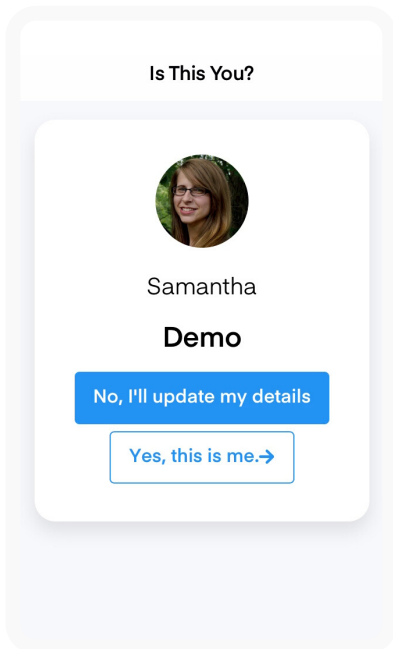 Is This You?
Samantha
Demo
No, I'll update my details
Yes, this is me.→